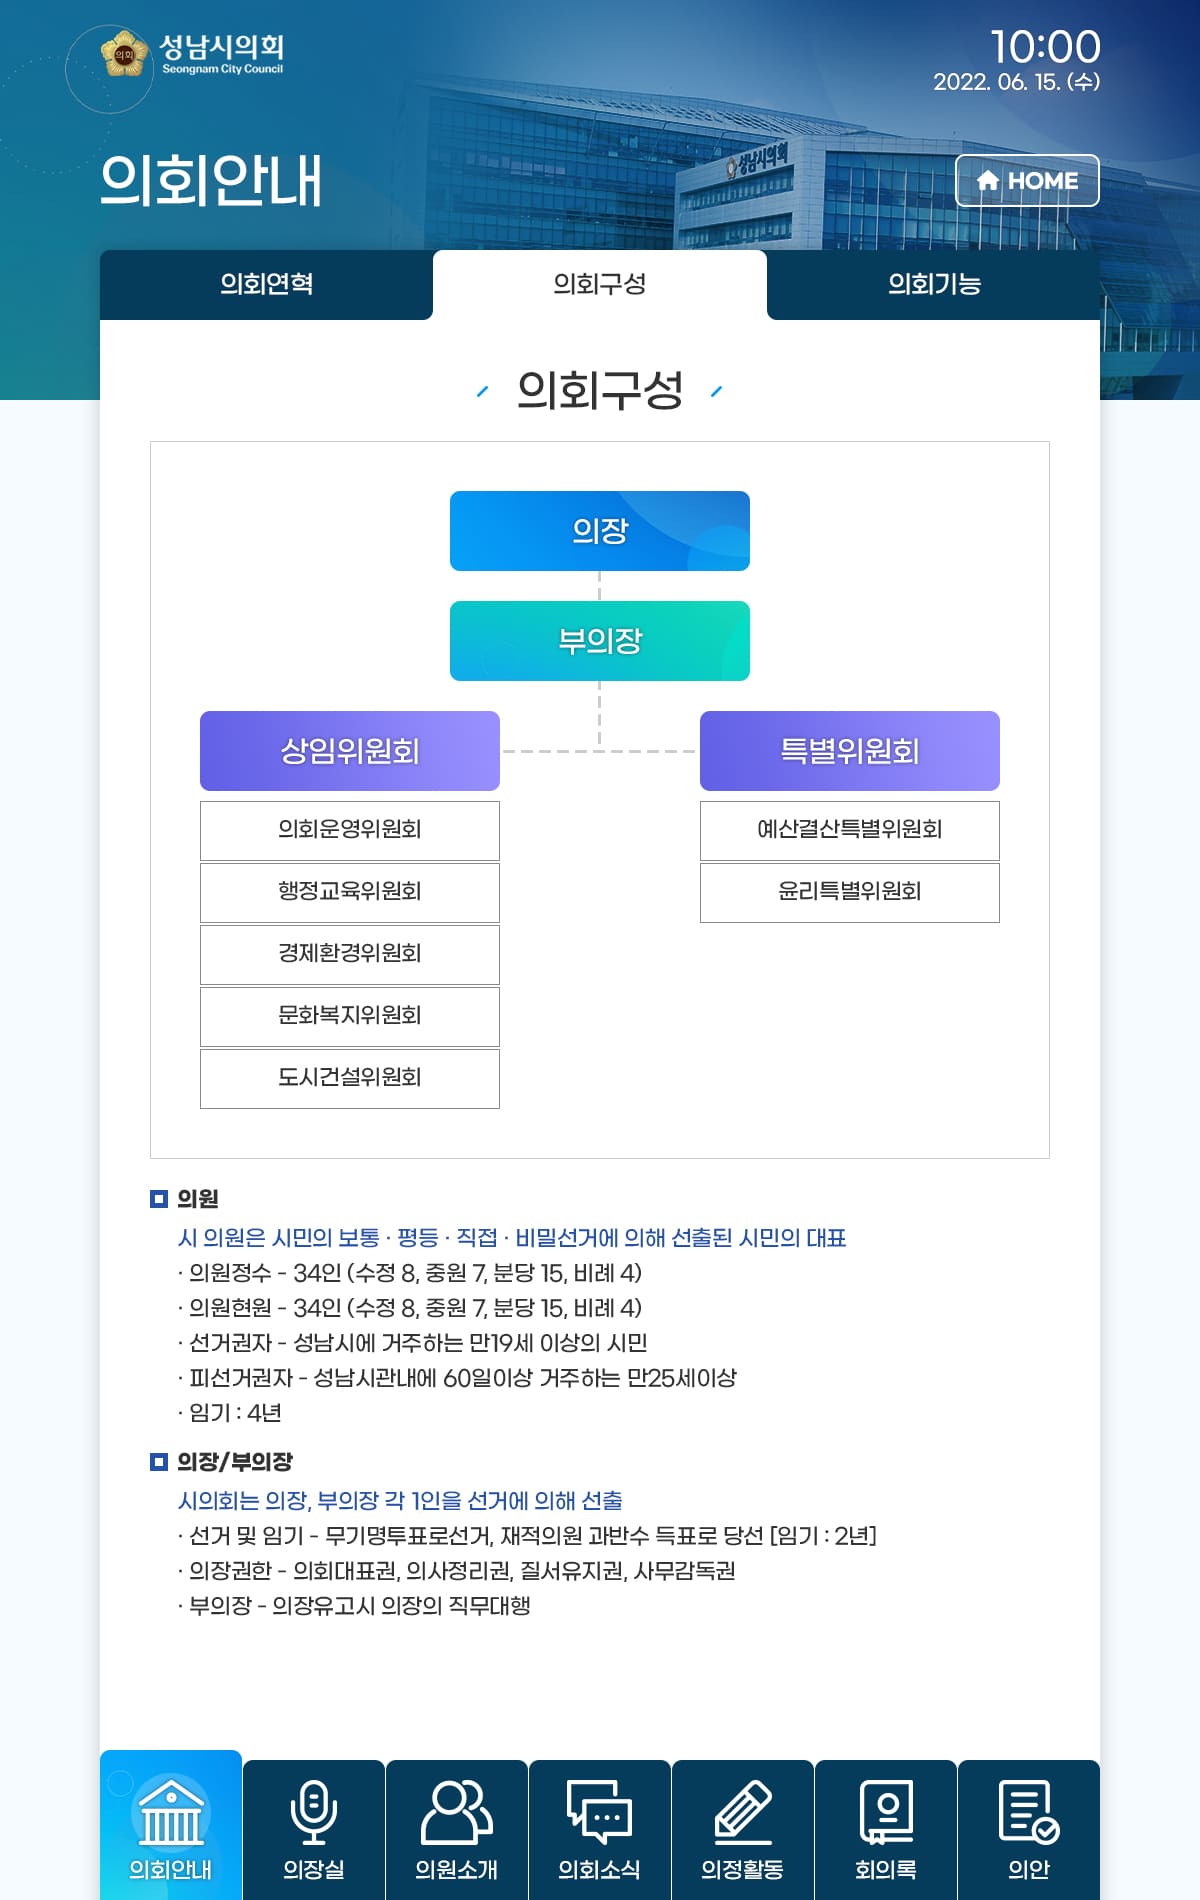 의회
성남시의회
Seongnam City Council
10:00
2022. 06. 15. (수)
의회안내
성남시의회
HOME
의회연혁
의회구성
의회기능
의회구성
의장
부의장
상임위원회
특별위원회
의회운영위원회
예산결산특별위원회
행정교육위원회
윤리특별위원회
경제환경위원회
문화복지위원회
도시건설위원회
의원
시 의원은 시민의 보통 · 평등 · 직접 · 비밀선거에 의해 선출된 시민의 대표
· 의원정수 - 34인 (수정 8, 중원 7, 분당 15, 비례 4)
· 의원현원 - 34인 (수정 8, 중원 7, 분당 15, 비례 4)
· 선거권자 - 성남시에 거주하는 만19세 이상의 시민
· 피선거권자 - 성남시관내에 60일이상 거주하는 만25세이상
· 임기 : 4년
의장/부의장
시의회는 의장, 부의장 각 1인을 선거에 의해 선출
· 선거 및 임기 - 무기명투표로선거, 재적의원 과반수 득표로 당선 [임기 : 2년]
· 의장권한 - 의회대표권, 의사정리권, 질서유지권, 사무감독권
· 부의장 - 의장유고시 의장의 직무대행
의회안내
의장실
의원소개
의회소식
의정활동
회의록
의안